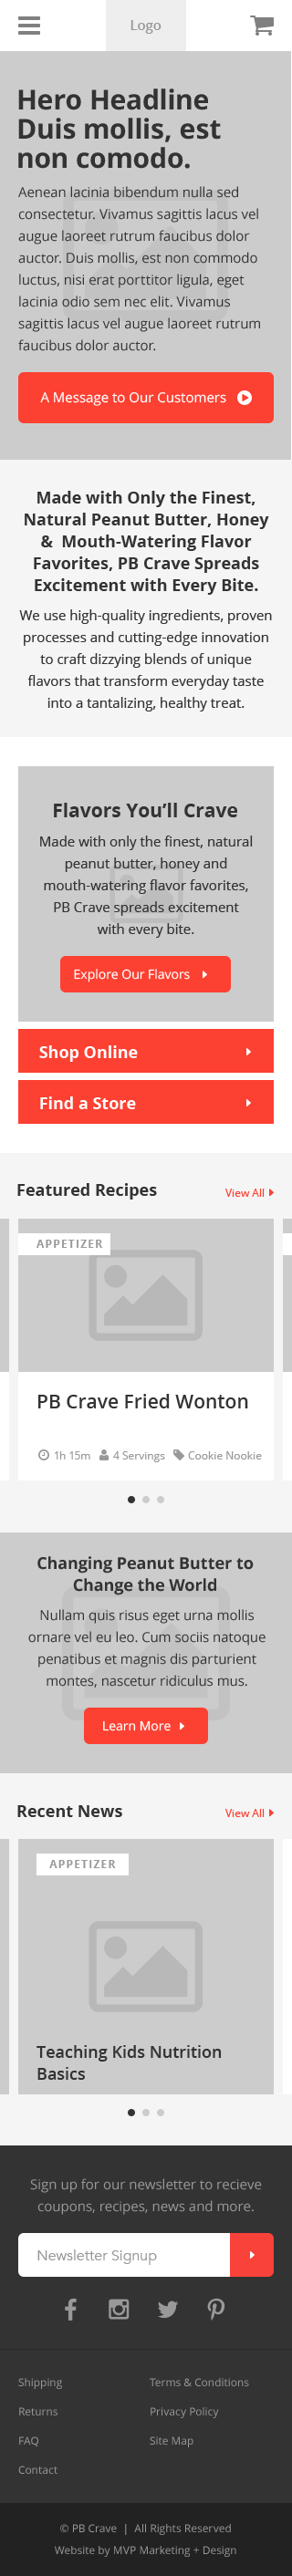 Logo
Hero Headline
Duis mollis, est
non comodo.
Aenean lacinia bibendum nulla sed
consectetur. Vivamus sagittis lacus vel
augue laoreet rutrum faucibus dolor
auctor. Duis mollis, est non commodo
luctus, nisi erat porttitor ligula, eget
lacinia odio sem nec elit. Vivamus
sagittis lacus vel augue laoreet rutrum
faucibus dolor auctor.
A Message to Our Customers
Made with Only the Finest,
Natural Peanut Butter, Honey
& Mouth-Watering Flavor
Favorites, PB Crave Spreads
Excitement with Every Bite.
We use high-quality ingredients, proven
processes and cutting-edge innovation
to craft dizzying blends of unique
flavors that transform everyday taste
into a tantalizing, healthy treat.
Flavors You’ll Crave
Made with only the finest, natural
peanut butter, honey and
mouth-watering flavor favorites,
PB Crave spreads excitement
with every bite.
Explore Our Flavors
Shop Online
Find a Store
Featured Recipes
View All
APPETIZER
PB Crave Fried Wonton
1h 15m 4 Servings Cookie Nookie
Changing Peanut Butter to
Change the World
Nullam quis risus eget urna mollis
ornare vel eu leo. Cum sociis natoque
penatibus et magnis dis parturient
montes, nascetur ridiculus mus.
Learn More
Recent News
View All
APPETIZER
Teaching Kids Nutrition
Basics
Sign up for our newsletter to recieve
coupons, recipes, news and more.
Newsletter Signup
Shipping
Terms & Conditions
Returns
Privacy Policy
FAQ
Site Map
Contact
© PB Crave | All Rights Reserved
Website by MVP Marketing + Design